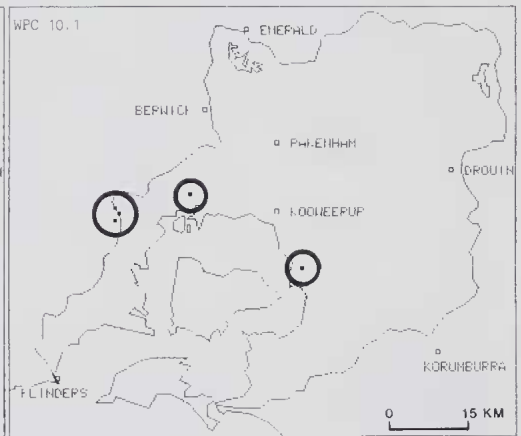 WPC 10.1
EMERALD
BERWICK
PAKENHAM
DROUIN
KOOWEERUP
KORUMBURRA
FLINDERS
0 15 KM